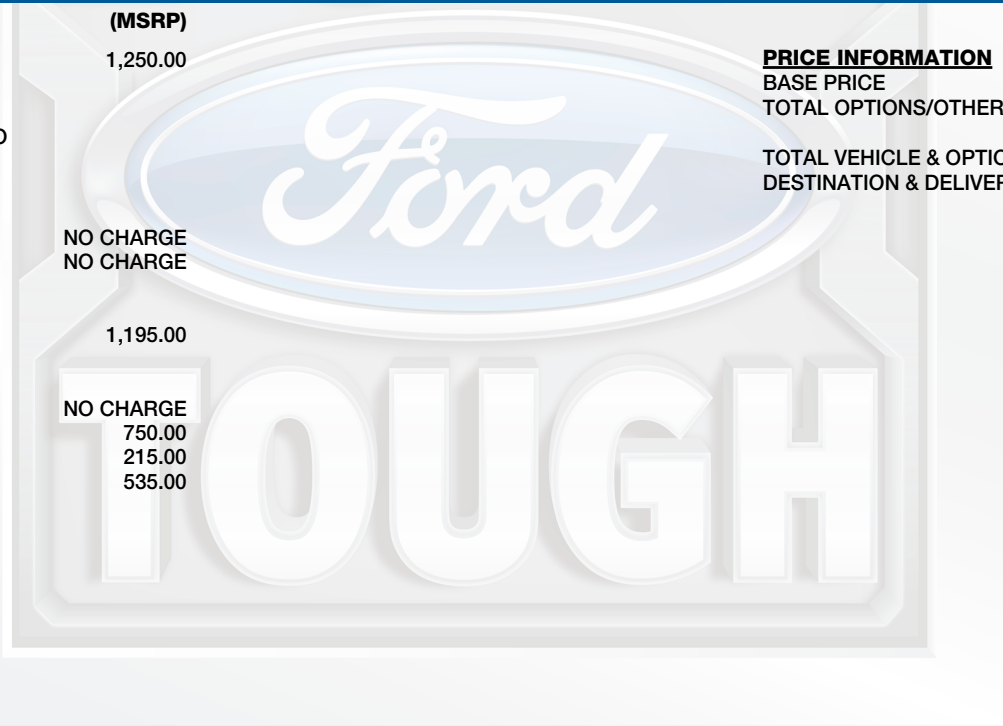 (MSRP)
1,250.00
NO CHARGE
NO CHARGE
1,195.00
NO CHARGE
750.00
215.00
535.00
PRICE INFORMATION
BASE PRICE
TOTAL OPTIONS/OTHER
TOTAL VEHICLE & OPTIO
DESTINATION & DELIVER
Ford
TOUGH